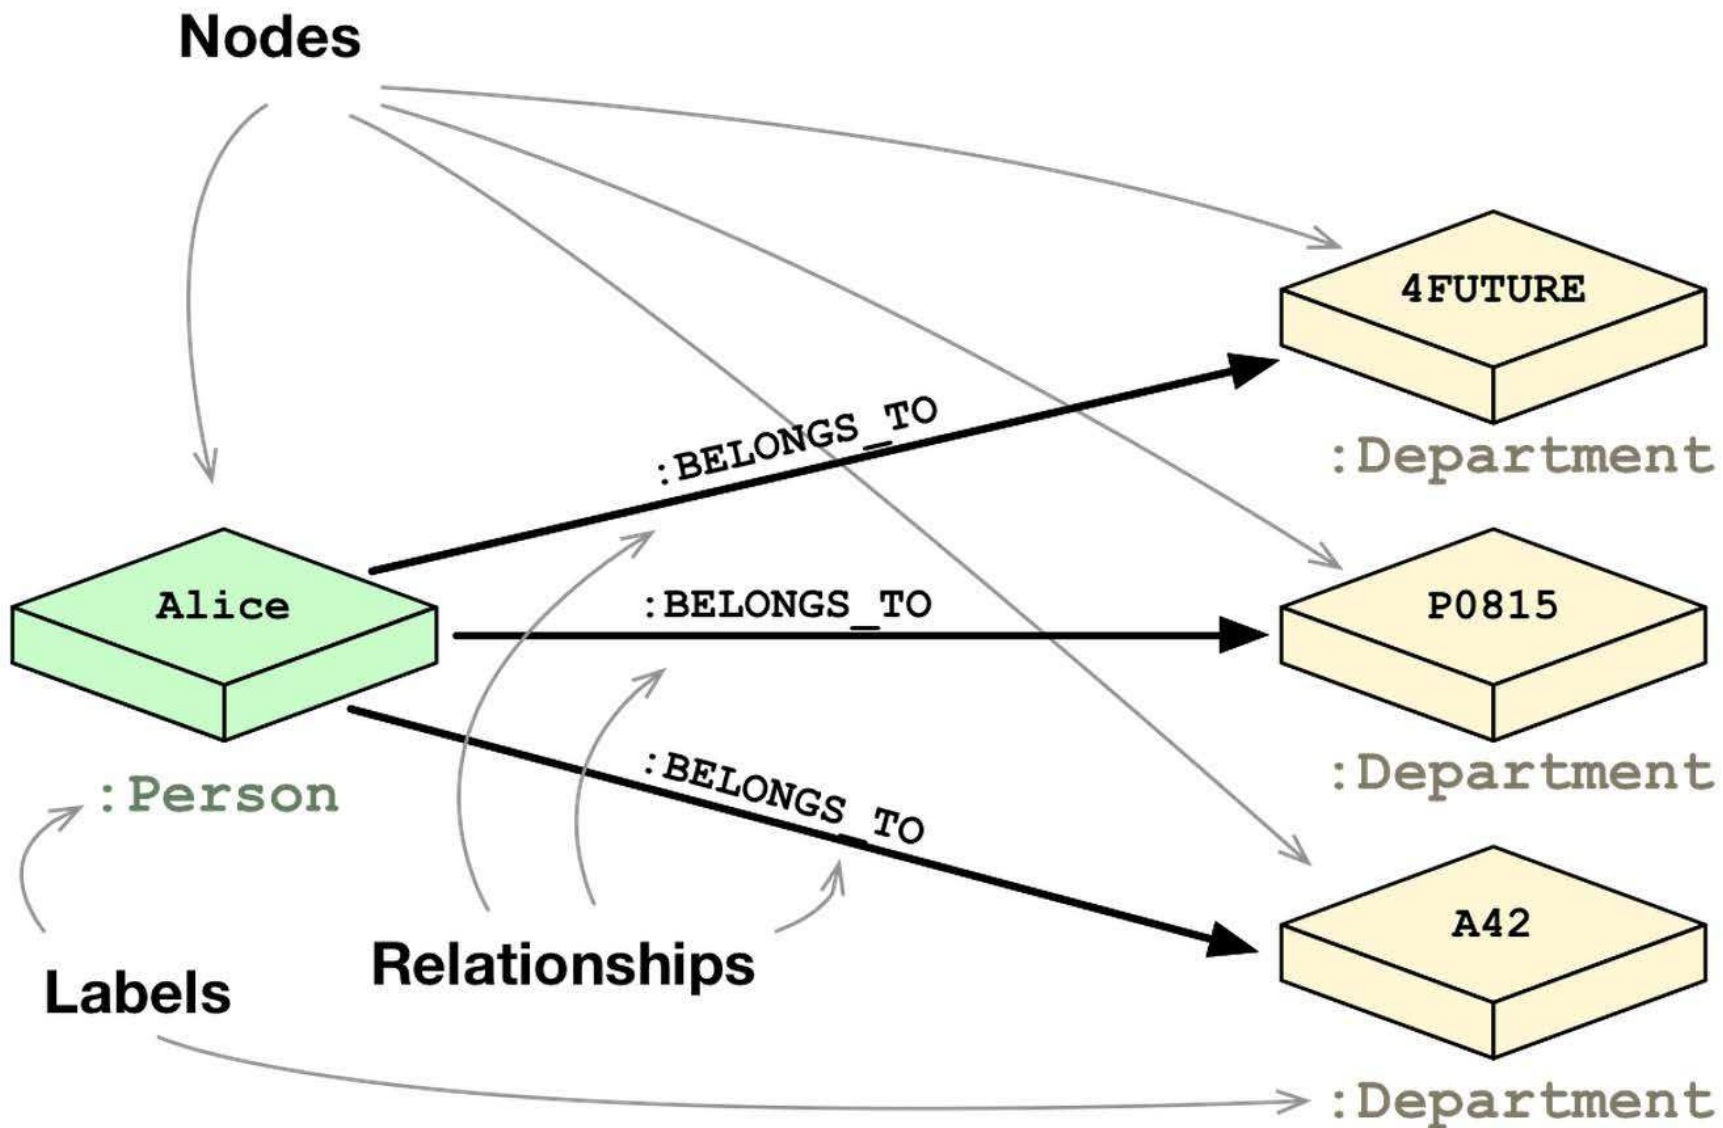 Nodes
4FUTURE
:BELONGS_TO
:Department
Alice
:BELONGS_TO
P0815
:Person
:BELONGS_TO
:Department
A42
Relationships
Labels
:Department